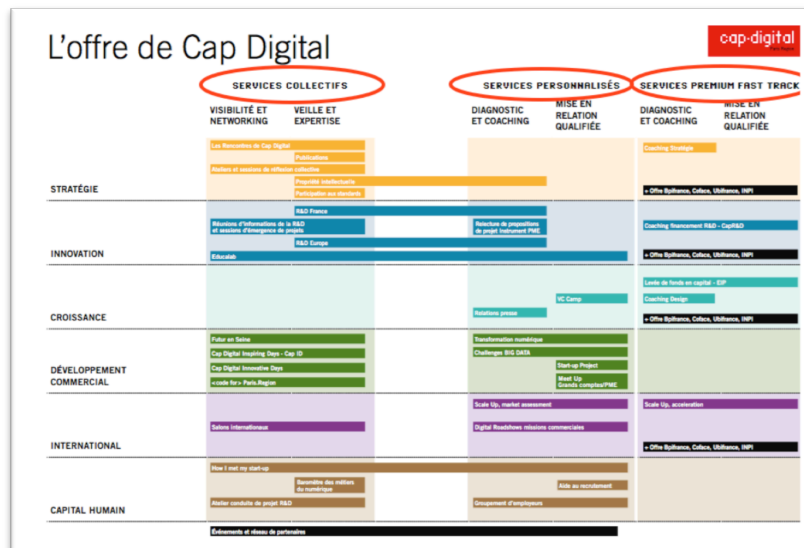 L'offre de Cap Digital
cap·digital
Paris Region
SERVICES COLLECTIFS
SERVICES PERSONNALISÉS
SERVICES PREMIUM FAST TRACK
VISIBILITÉ ET
NETWORKING
VEILLE ET
EXPERTISE
DIAGNOSTIC
ET COACHING
MISE EN
RELATION
QUALIFIÉE
DIAGNOSTIC
ET COACHING
MISE EN
RELATION
QUALIFIÉE
STRATÉGIE
Les Rencontres de Cap Digital
Publications
Ateliers et sessions de réflexion collective
Propriété intellectuelle
Participation aux standards
Coaching Stratégie
+ Offre Bpifrance, Coface, Ubifrance, INPI
INNOVATION
R&D France
Réunions d'informations de la R&D
et sessions d'émergence de projets
R&D Europe
Educalab
Relecture de propositions
de projet Instrument PME
Coaching financement R&D - CapR&D
+ Offre Bpifrance, Coface, Ubifrance, INPI
CROISSANCE
VC Camp
Relations presse
Levée de fonds en capital - EIP
Coaching Design
+ Offre Bpifrance, Coface, Ubifrance, INPI
DÉVELOPPEMENT
COMMERCIAL
Futur en Seine
Cap Digital Inspiring Days - Cap ID
Cap Digital Innovative Days
<code for> Paris.Region
Transformation numérique
Challenges BIG DATA
Start-up Project
Meet Up
Grands comptes/PME
INTERNATIONAL
Scale Up, market assessment
Salons internationaux
Digital Roadshows missions commerciales
Scale Up, acceleration
+ Offre Bpifrance, Coface, Ubifrance, INPI
CAPITAL HUMAIN
How I met my start-up
Baromètre des métiers
du numérique
Atelier conduite de projet R&D
Aide au recrutement
Groupement d'employeurs
Événements et réseau de partenaires